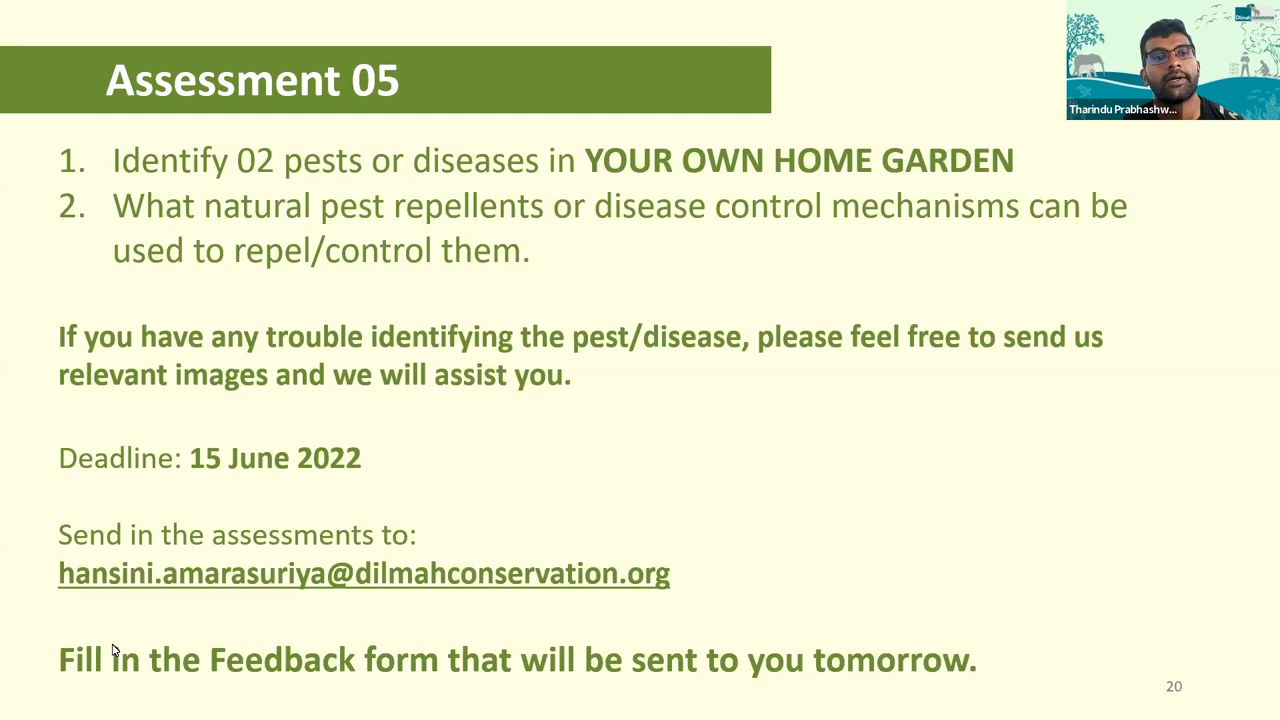 Assessment 05
Tharindu Prabhashw...
1. Identify 02 pests or diseases in YOUR OWN HOME GARDEN
2. What natural pest repellents or disease control mechanisms can be
used to repel/control them.
If you have any trouble identifying the pest/disease, please feel free to send us
relevant images and we will assist you.
Deadline: 15 June 2022
Send in the assessments to:
hansini.amarasuriya@dilmahconservation.org
Fill in the Feedback form that will be sent to you tomorrow.
20